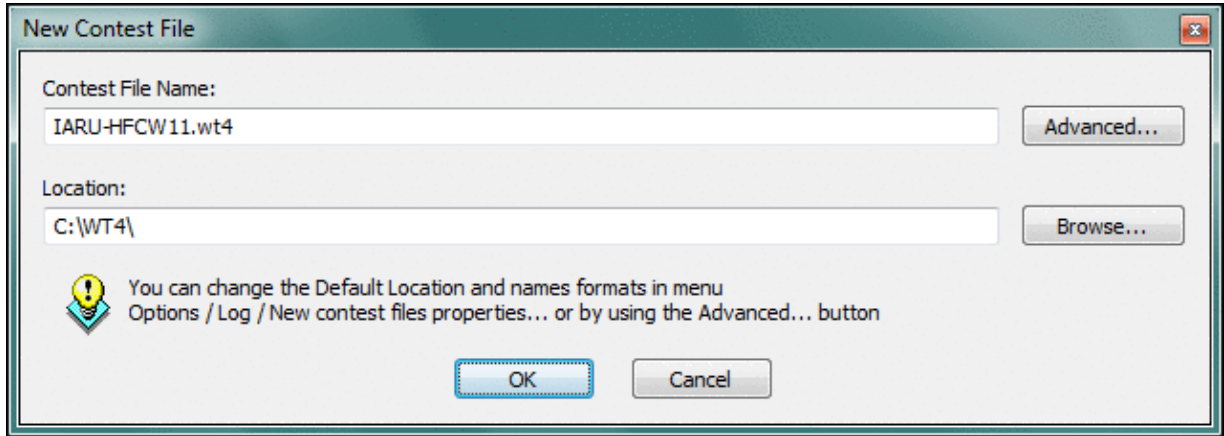 New Contest File
Contest File Name:
IARU-HFCW11.wt4
Advanced...
Location:
C:\WT4\
Browse...
You can change the Default Location and names formats in menu
Options / Log / New contest files properties... or by using the Advanced... button
OK
Cancel